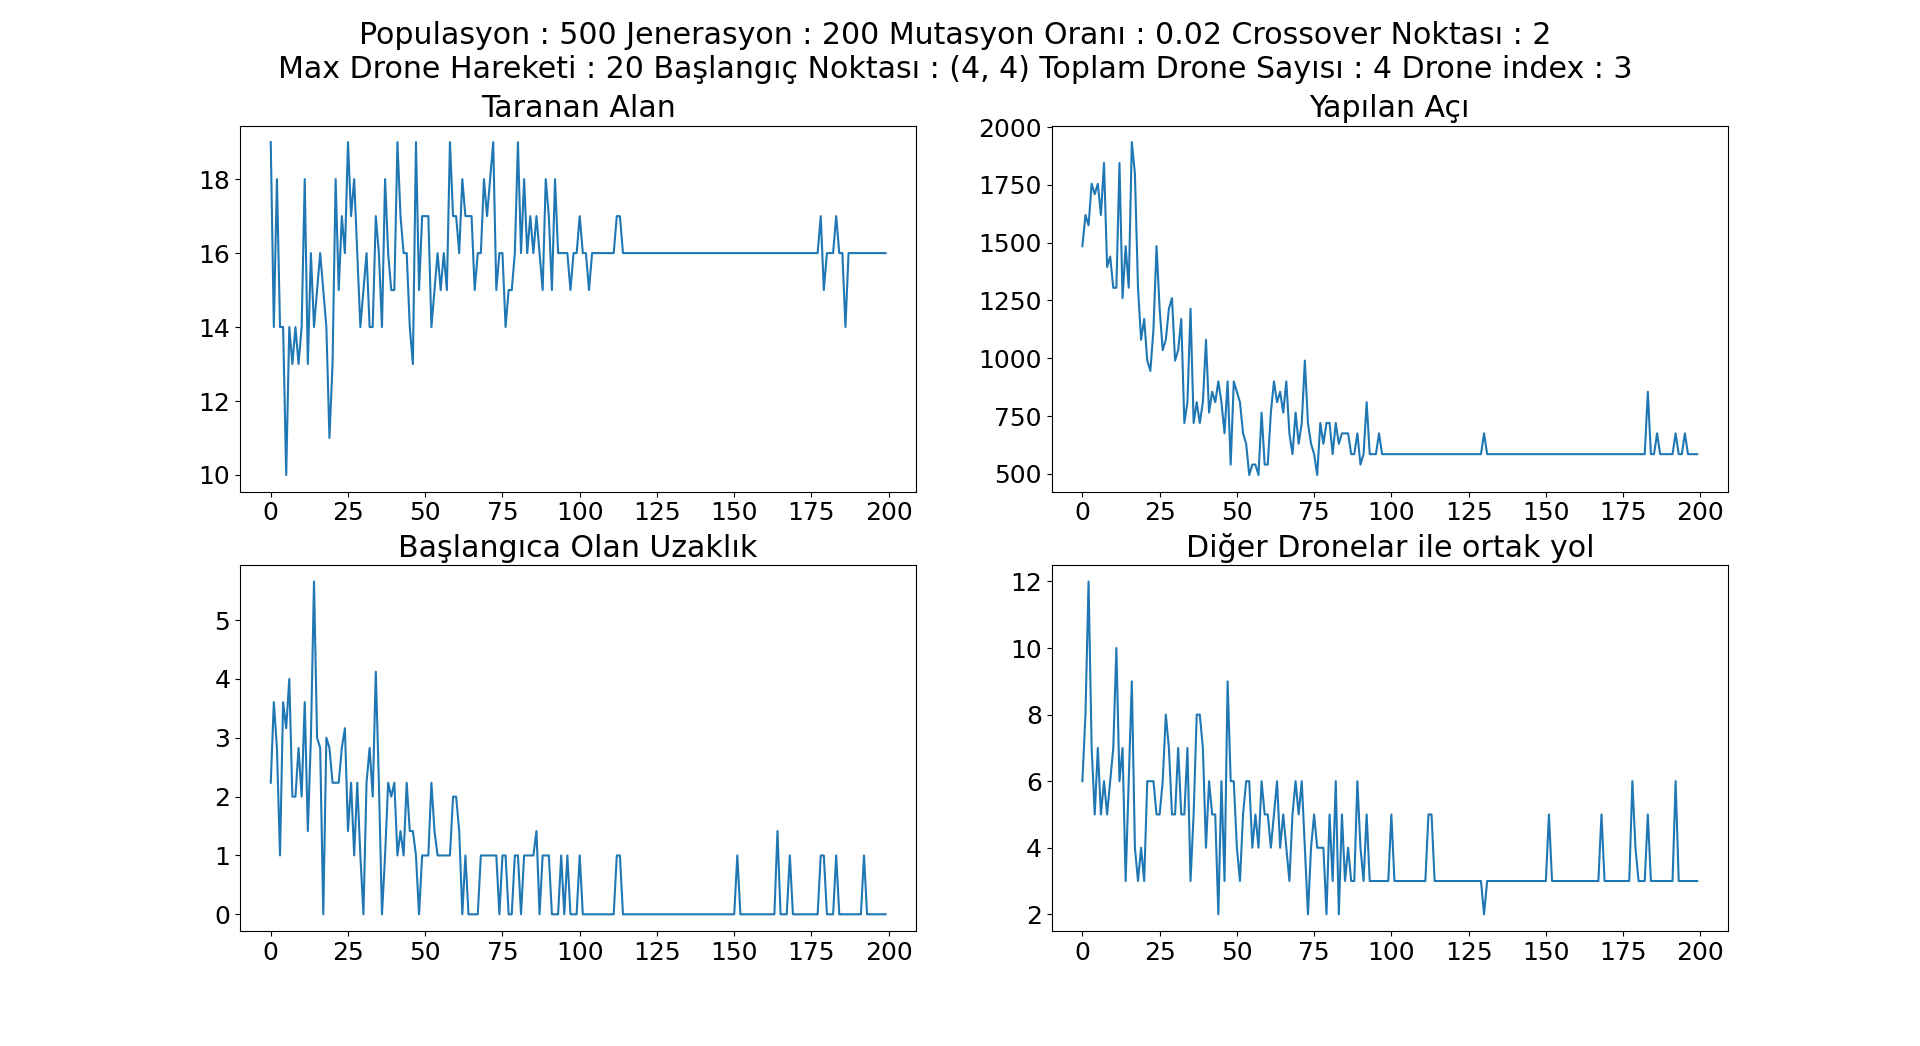 Populasyon : 500 Jenerasyon : 200 Mutasyon Oranı : 0.02 Crossover Noktası : 2
Max Drone Hareketi : 20 Başlangıç Noktası : (4, 4) Toplam Drone Sayısı : 4 Drone index : 3
Taranan Alan
18
16
14
12
10
0 25 50 75 100 125 150 175 200
Yapılan Açı
2000
1750
1500
1250
1000
750
500
0 25 50 75 100 125 150 175 200
Başlangıca Olan Uzaklık
5
4
3
2
1
0
0 25 50 75 100 125 150 175 200
Diğer Dronelar ile ortak yol
12
10
8
6
4
2
0 25 50 75 100 125 150 175 200